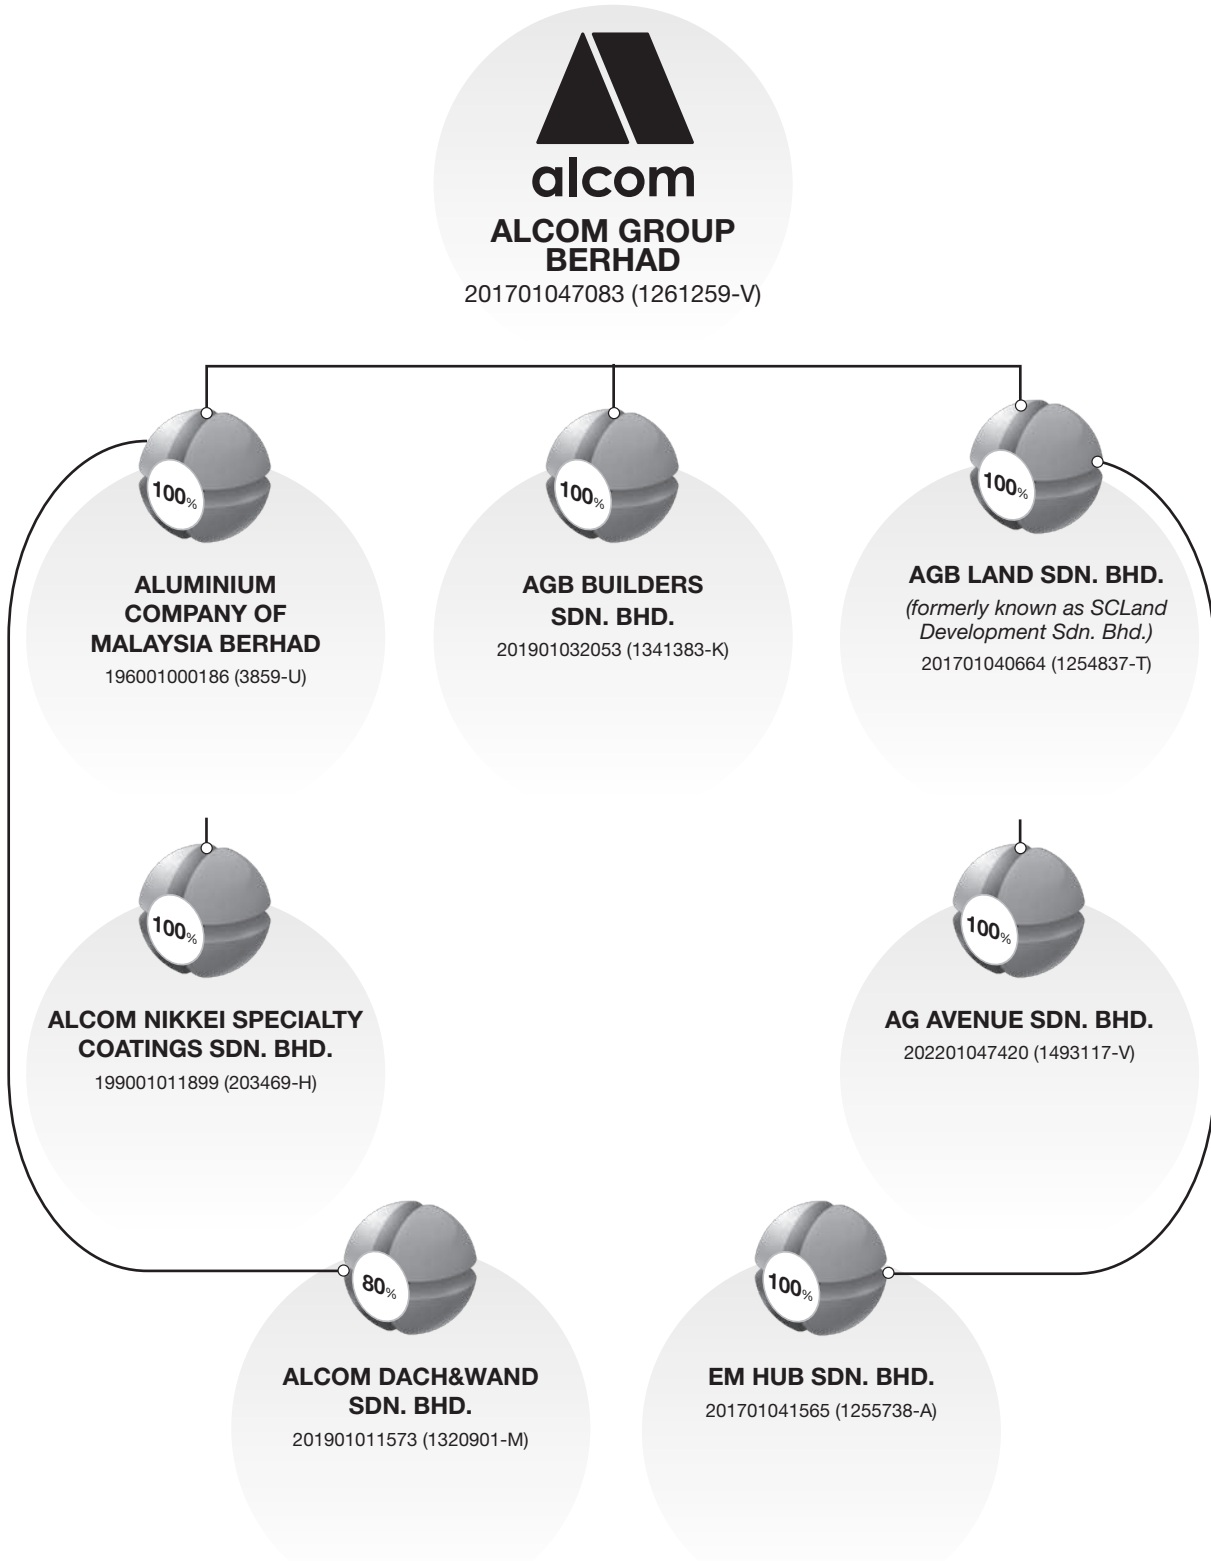 alcom
ALCOM GROUP
BERHAD
201701047083 (1261259-V)
100%
ALUMINIUM
COMPANY OF
MALAYSIA BERHAD
196001000186 (3859-U)
100%
AGB BUILDERS
SDN. BHD.
201901032053 (1341383-K)
100%
AGB LAND SDN. BHD.
(formerly known as SCLand
Development Sdn. Bhd.)
201701040664 (1254837-T)
100%
ALCOM NIKKEI SPECIALTY
COATINGS SDN. BHD.
199001011899 (203469-H)
100%
AG AVENUE SDN. BHD.
202201047420 (1493117-V)
80%
ALCOM DACH&WAND
SDN. BHD.
201901011573 (1320901-M)
100%
EM HUB SDN. BHD.
201701041565 (1255738-A)